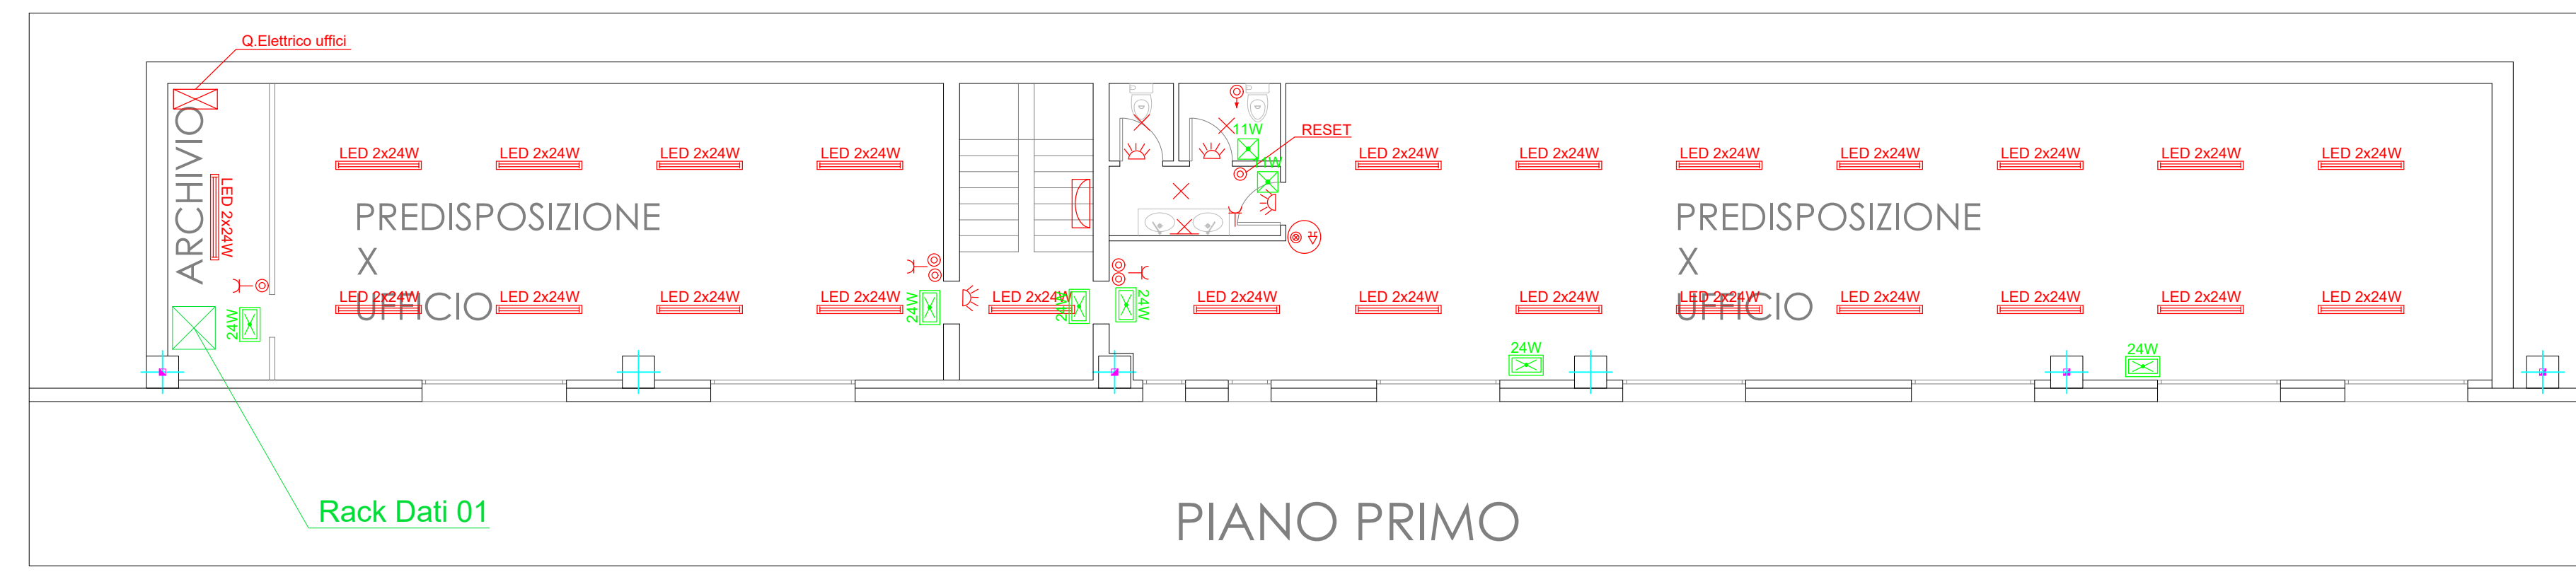 Q.Elettrico uffici
ARCHIVIO
LED 2x24W
LED 2x24W
LED 2x24W
LED 2x24W
LED 2x24W
11W
11W
RESET
LED 2x24W
LED 2x24W
LED 2x24W
LED 2x24W
LED 2x24W
LED 2x24W
LED 2x24W
PREDISPOSIZIONE
X
UFFICIO
PREDISPOSIZIONE
X
UFFICIO
LED 2x24W
LED 2x24W
LED 2x24W
LED 2x24W
LED 2x24W
LED 2x24W
LED 2x24W
LED 2x24W
LED 2x24W
LED 2x24W
LED 2x24W
LED 2x24W
LED 2x24W
24W
24W
24W
24W
24W
24W
Rack Dati 01
PIANO PRIMO